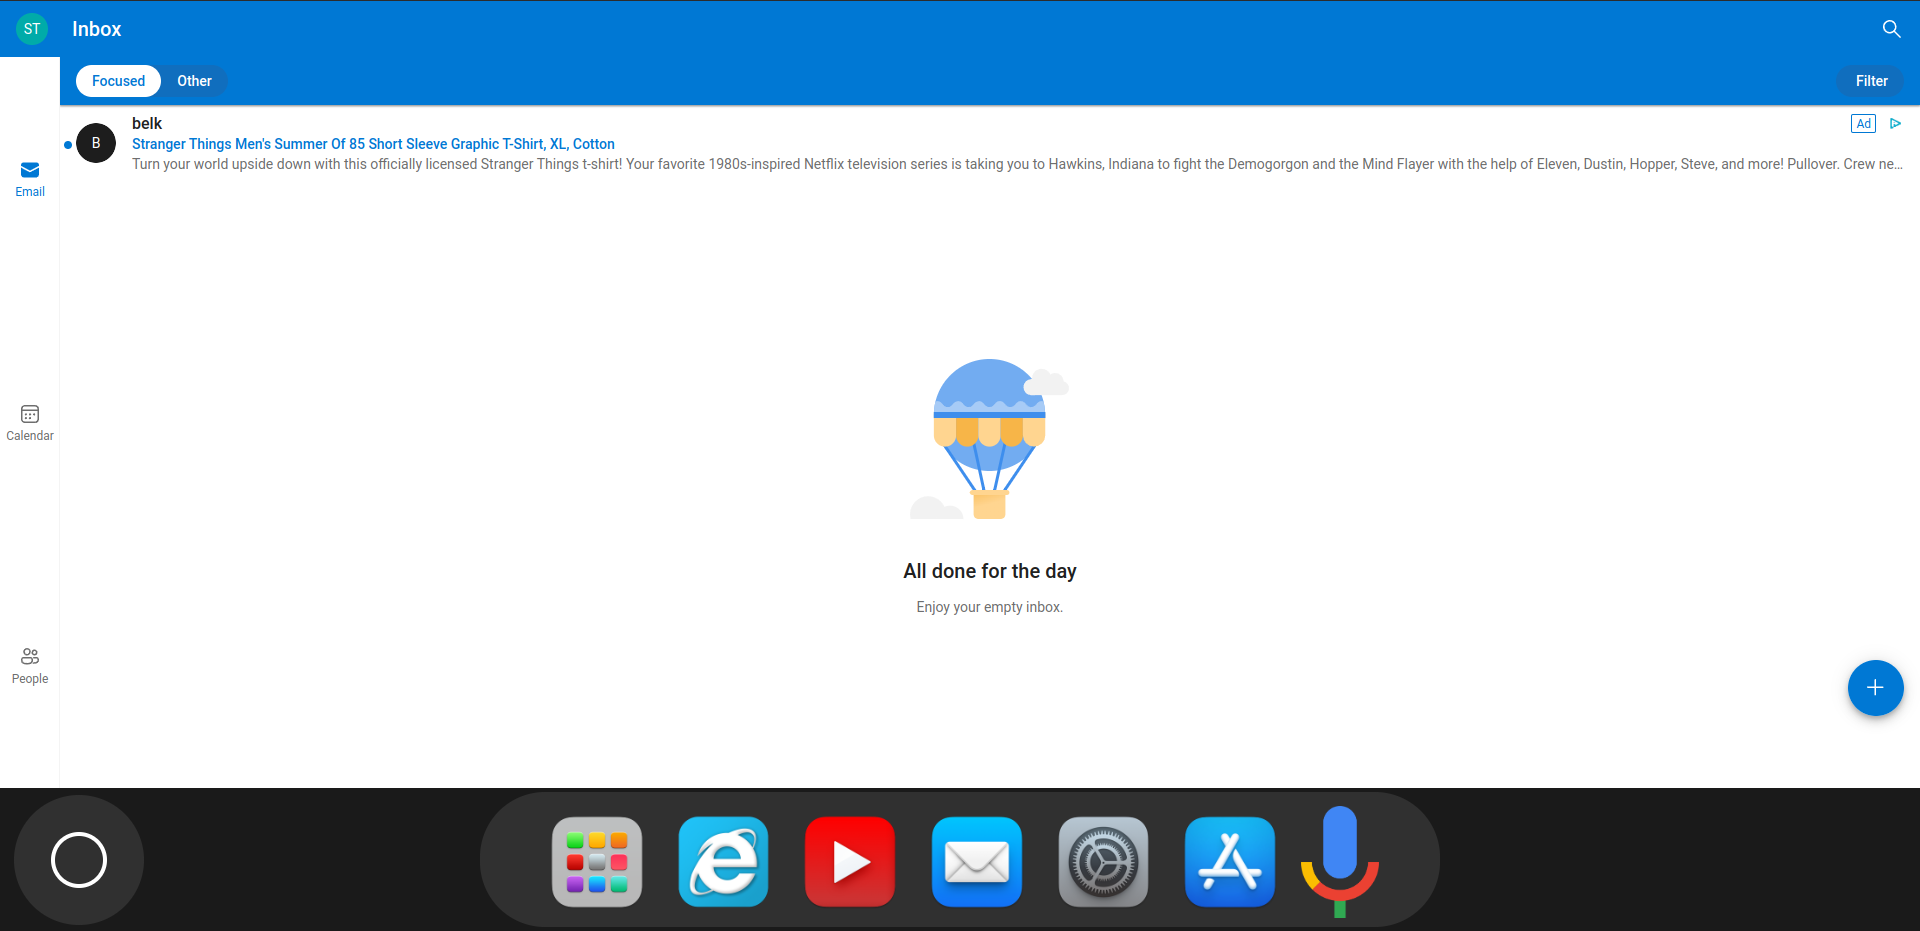 ST
Inbox
Focused
Other
Filter
B
belk
Ad
Stranger Things Men's Summer Of 85 Short Sleeve Graphic T-Shirt, XL, Cotton
Turn your world upside down with this officially licensed Stranger Things t-shirt! Your favorite 1980s-inspired Netflix television series is taking you to Hawkins, Indiana to fight the Demogorgon and the Mind Flayer with the help of Eleven, Dustin, Hopper, Steve, and more! Pullover. Crew ne...
Email
Calendar
All done for the day
Enjoy your empty inbox.
People